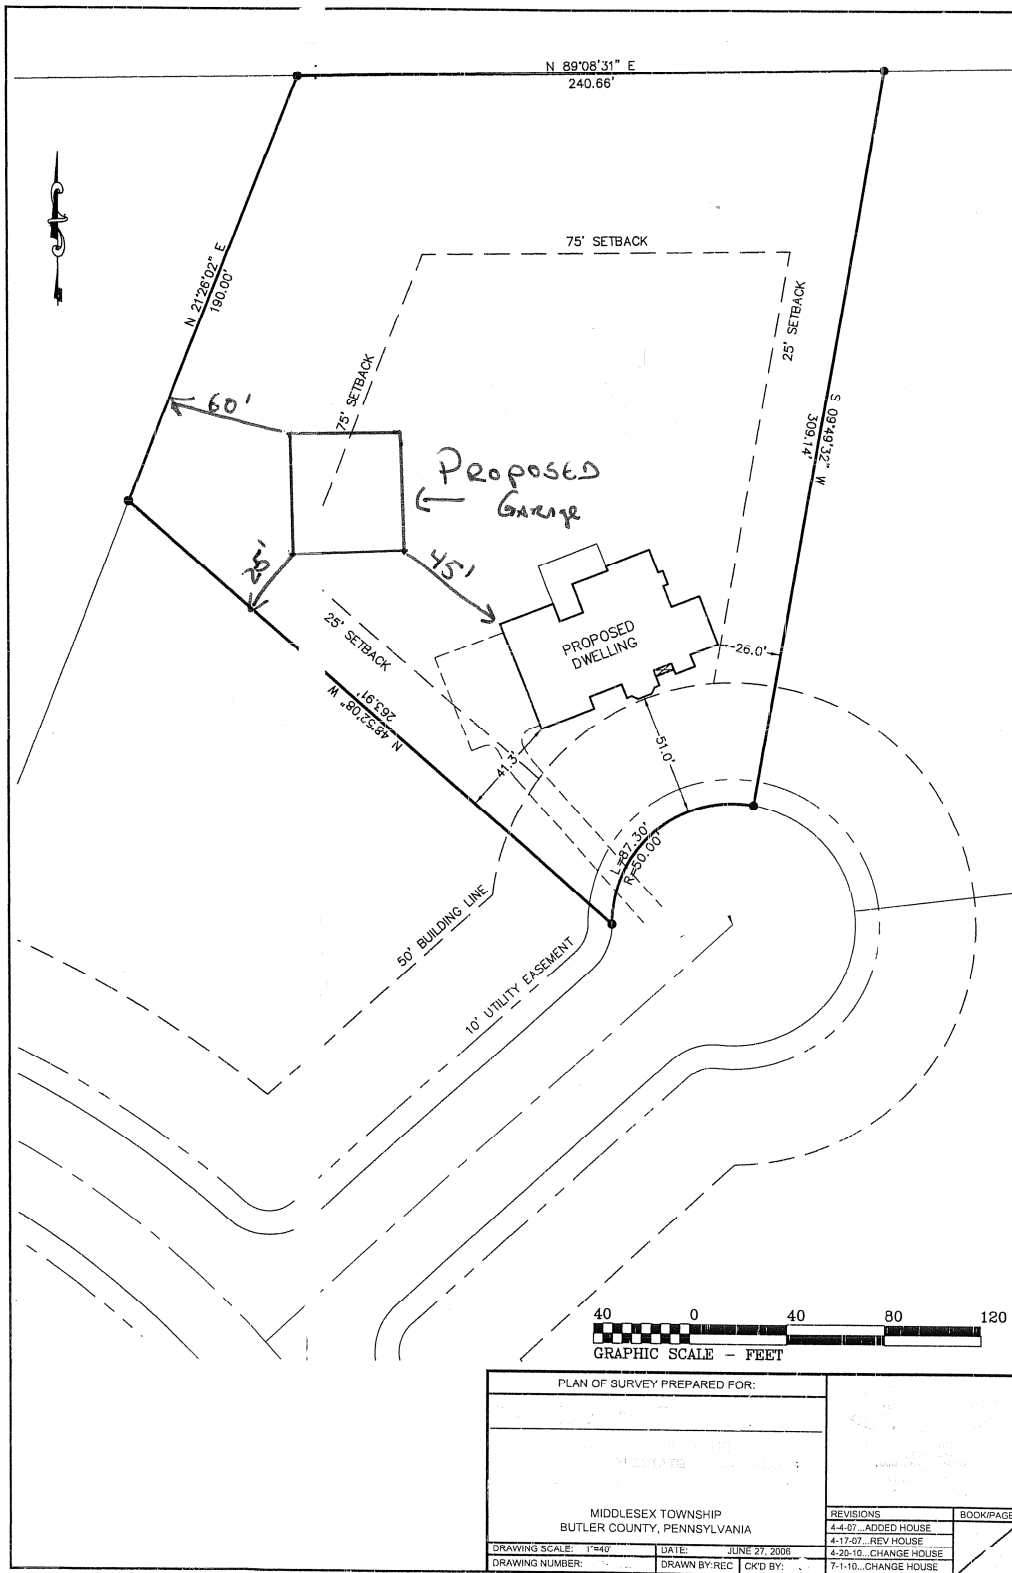 N 89°08'31" E
240.66'
75' SETBACK
N 21°26'02" E
190.00'
75' SETBACK
25' SETBACK
S 09°49'32" W
309.14'
60'
PROPOSED
GARAGE
25'
45'
25' SETBACK
PROPOSED
DWELLING
26.0'
N 48°52'08" W
263.91'
41.3'
51.0'
L=87.30'
R=50.00'
50' BUILDING LINE
10' UTILITY EASEMENT
40 0 40 80 120
GRAPHIC SCALE - FEET
PLAN OF SURVEY PREPARED FOR:
MIDDLESEX TOWNSHIP
BUTLER COUNTY, PENNSYLVANIA
DRAWING SCALE: 1"=40' DATE: JUNE 27, 2006
DRAWING NUMBER: DRAWN BY:REC CK'D BY:
REVISIONS BOOK/PAGE
4-4-07...ADDED HOUSE
4-17-07...REV HOUSE
4-20-10...CHANGE HOUSE
7-1-10...CHANGE HOUSE